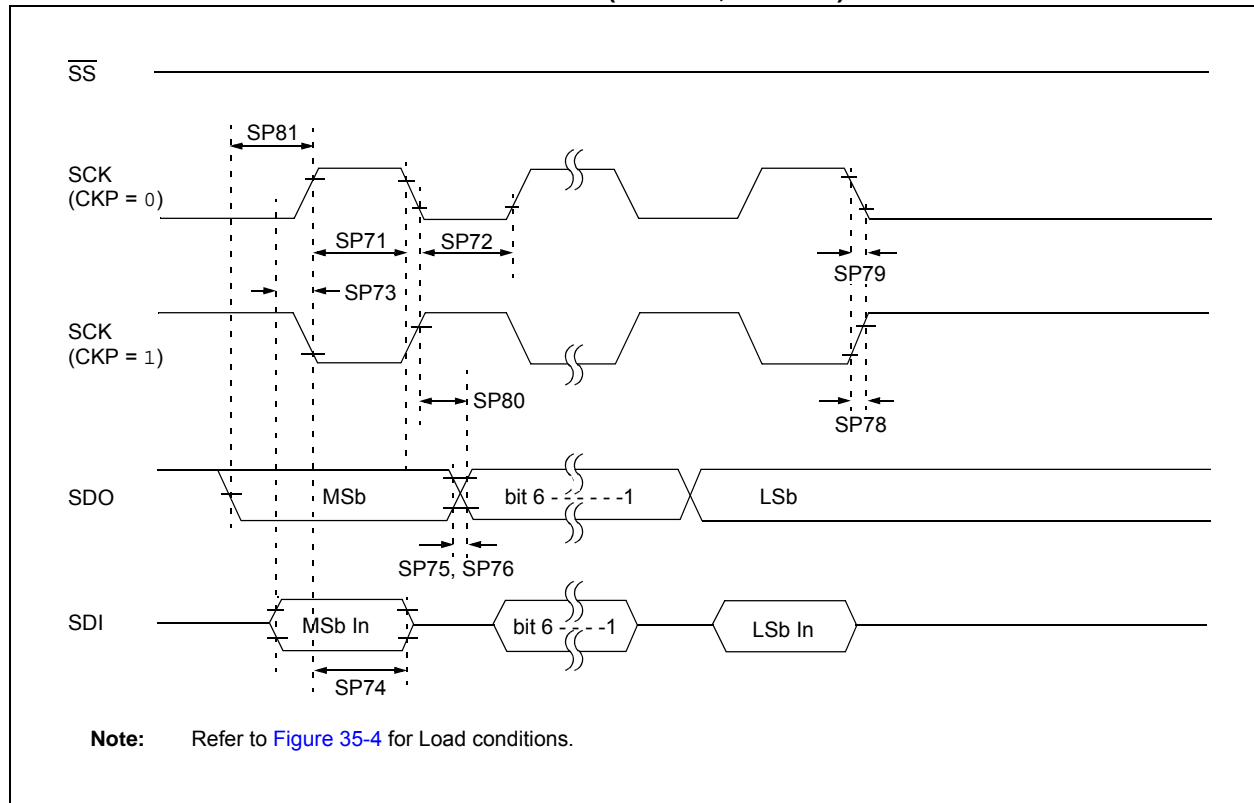 SS
SP81
SCK
(CKP = 0)
SP71
SP72
SP79
SP73
SCK
(CKP = 1)
SP80
SP78
SDO
MSb
bit 6 - - - - - - -1
LSb
SP75, SP76
SDI
MSb In
bit 6 - - - - -1
LSb In
SP74
Note: Refer to Figure 35-4 for Load conditions.